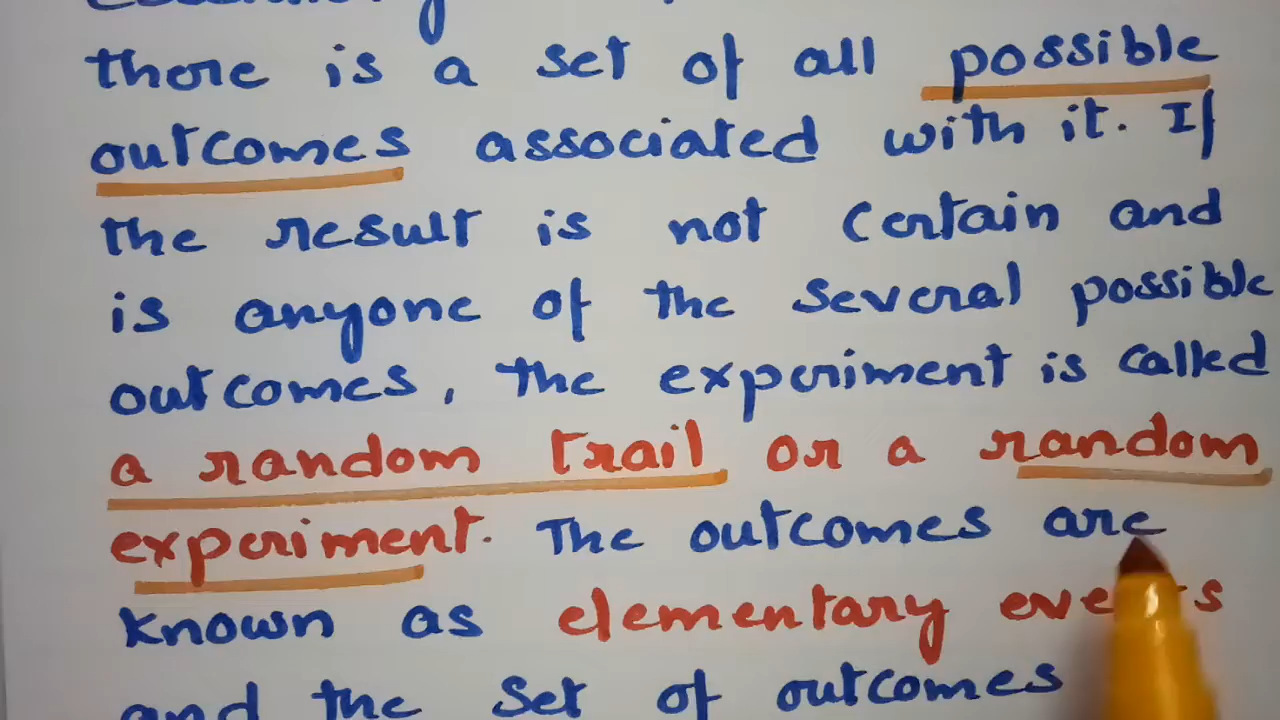 there is a set of all possible
outcomes associated with it. If
the result is not certain and
is anyone of the several possible
outcomes, the experiment is called
a random trail or a random
experiment. The outcomes are
known as elementary events
and the set of outcomes